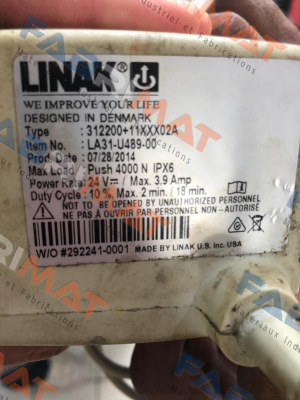 LINAK
WE IMPROVE YOUR LIFE
DESIGNED IN DENMARK
Type : 312200+11XXX02A
Item No. : LA31-U489-00
Prod. Date : 07/28/2014
Max Load : Push 4000 N IPX6
Power Rate : 24 V⎓ / Max. 3.9 Amp
Duty Cycle : 10 %, Max. 2 min. / 18 min.
NOT TO BE OPENED BY UNAUTHORIZED PERSONNEL
NE PAS A OUVRIR PAR PERSONNEL NON -AUTORISÉ
W/O #292241-0001 MADE BY LINAK U.S. Inc. USA